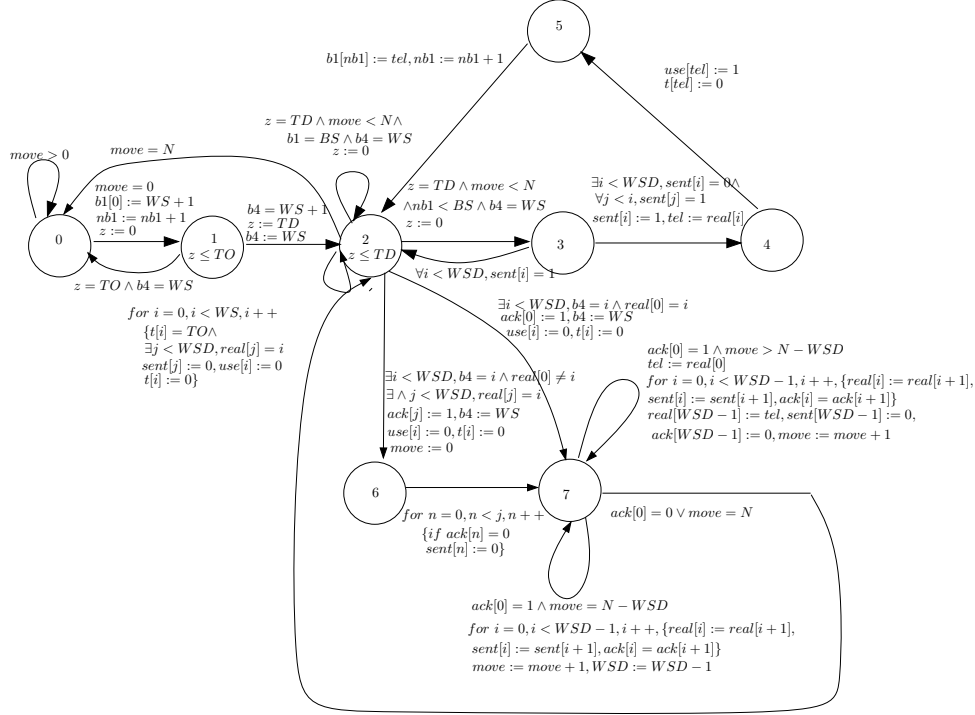 5
b1[nb1] := tel, nb1 := nb1 + 1
use[tel] := 1
t[tel] := 0
z = TD ∧ move < N∧
b1 = BS ∧ b4 = WS
z := 0
move > 0
move = N
move = 0
b1[0] := WS + 1
nb1 := nb1 + 1
z := 0
b4 = WS + 1
z := TD
b4 := WS
z = TD ∧ move < N
∧nb1 < BS ∧ b4 = WS
z := 0
∃i < WSD, sent[i] = 0∧
∀j < i, sent[j] = 1
sent[i] := 1, tel := real[i]
0
1
z ≤ TO
2
z ≤ TD
3
4
z = TO ∧ b4 = WS
∀i < WSD, sent[i] = 1
for i = 0, i < WS, i + +
{t[i] = TO∧
∃j < WSD, real[j] = i
sent[j] := 0, use[i] := 0
t[i] := 0}
∃i < WSD, b4 = i ∧ real[0] = i
ack[0] := 1, b4 := WS
use[i] := 0, t[i] := 0
∃i < WSD, b4 = i ∧ real[0] ≠ i
∃ ∧ j < WSD, real[j] = i
ack[j] := 1, b4 := WS
use[i] := 0, t[i] := 0
move := 0
ack[0] = 1 ∧ move > N − WSD
tel := real[0]
for i = 0, i < WSD − 1, i + +, {real[i] := real[i + 1],
sent[i] := sent[i + 1], ack[i] = ack[i + 1]}
real[WSD − 1] := tel, sent[WSD − 1] := 0,
ack[WSD − 1] := 0, move := move + 1
6
7
for n = 0, n < j, n + +
{if ack[n] = 0
sent[n] := 0}
ack[0] = 0 ∨ move = N
ack[0] = 1 ∧ move = N − WSD
for i = 0, i < WSD − 1, i + +, {real[i] := real[i + 1],
sent[i] := sent[i + 1], ack[i] = ack[i + 1]}
move := move + 1, WSD := WSD − 1